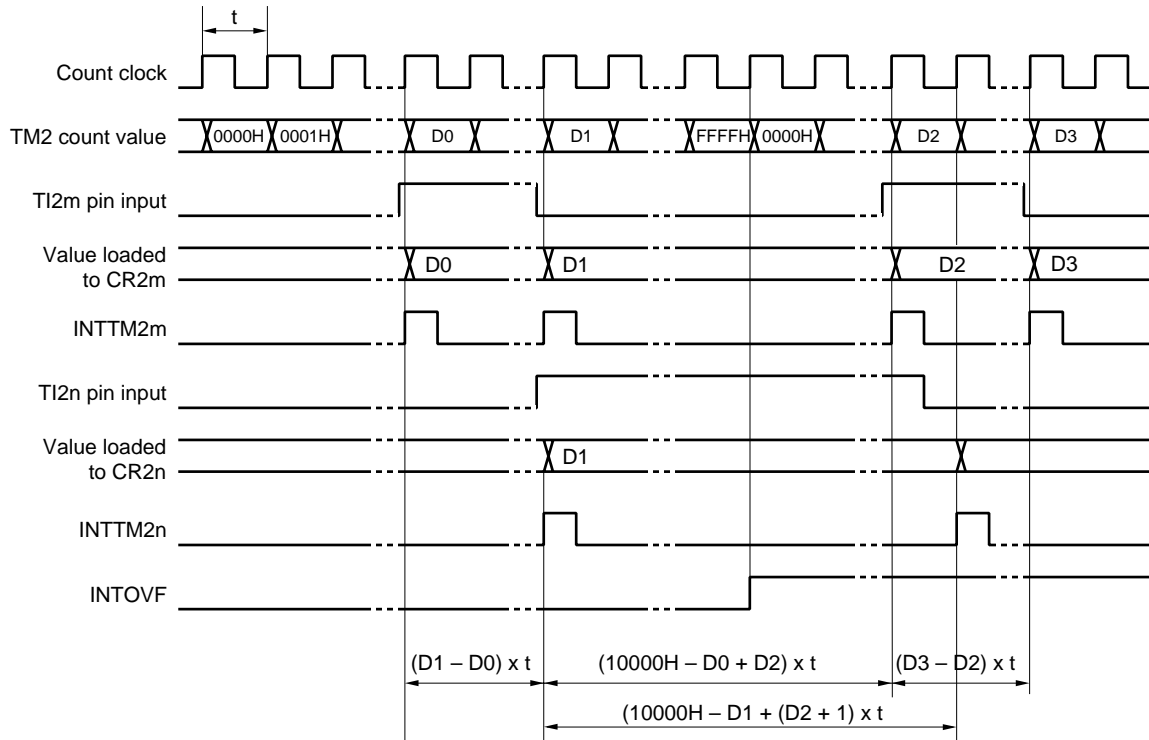 t
Count clock
TM2 count value
0000H 0001H D0 D1 FFFFH 0000H D2 D3
TI2m pin input
Value loaded
to CR2m
D0 D1 D2 D3
INTTM2m
TI2n pin input
Value loaded
to CR2n
D1
INTTM2n
INTOVF
(D1 – D0) x t (10000H – D0 + D2) x t (D3 – D2) x t
(10000H – D1 + (D2 + 1) x t